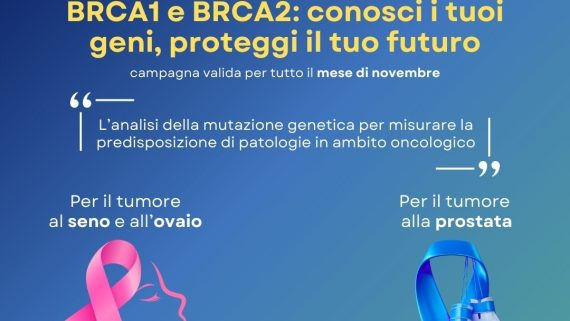 BRCA1 e BRCA2: conosci i tuoi
geni, proteggi il tuo futuro
campagna valida per tutto il mese di novembre
“
L’analisi della mutazione genetica per misurare la
predisposizione di patologie in ambito oncologico
”
Per il tumore
al seno e all’ovaio
Per il tumore
alla prostata